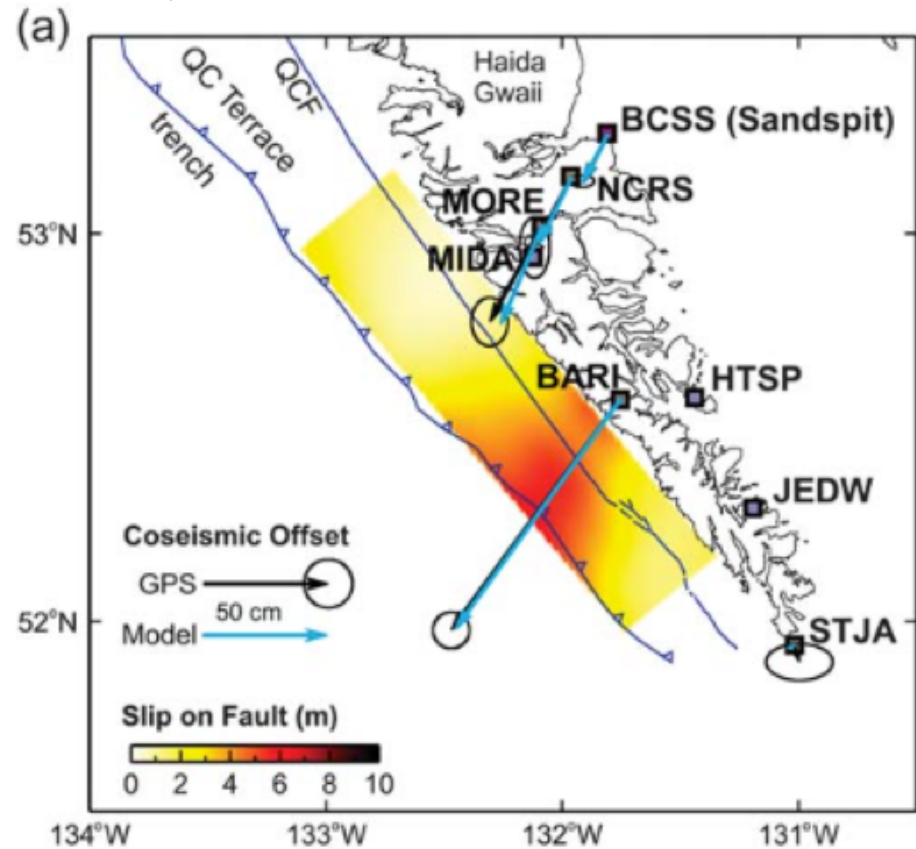 (a)
Haida
Gwaii
QCF
QC Terrace
trench
BCSS (Sandspit)
NCRS
MORE
53°N
MIDA
BARI
HTSP
JEDW
Coseismic Offset
GPS
50 cm
Model
52°N
STJA
Slip on Fault (m)
0 2 4 6 8 10
134°W 133°W 132°W 131°W